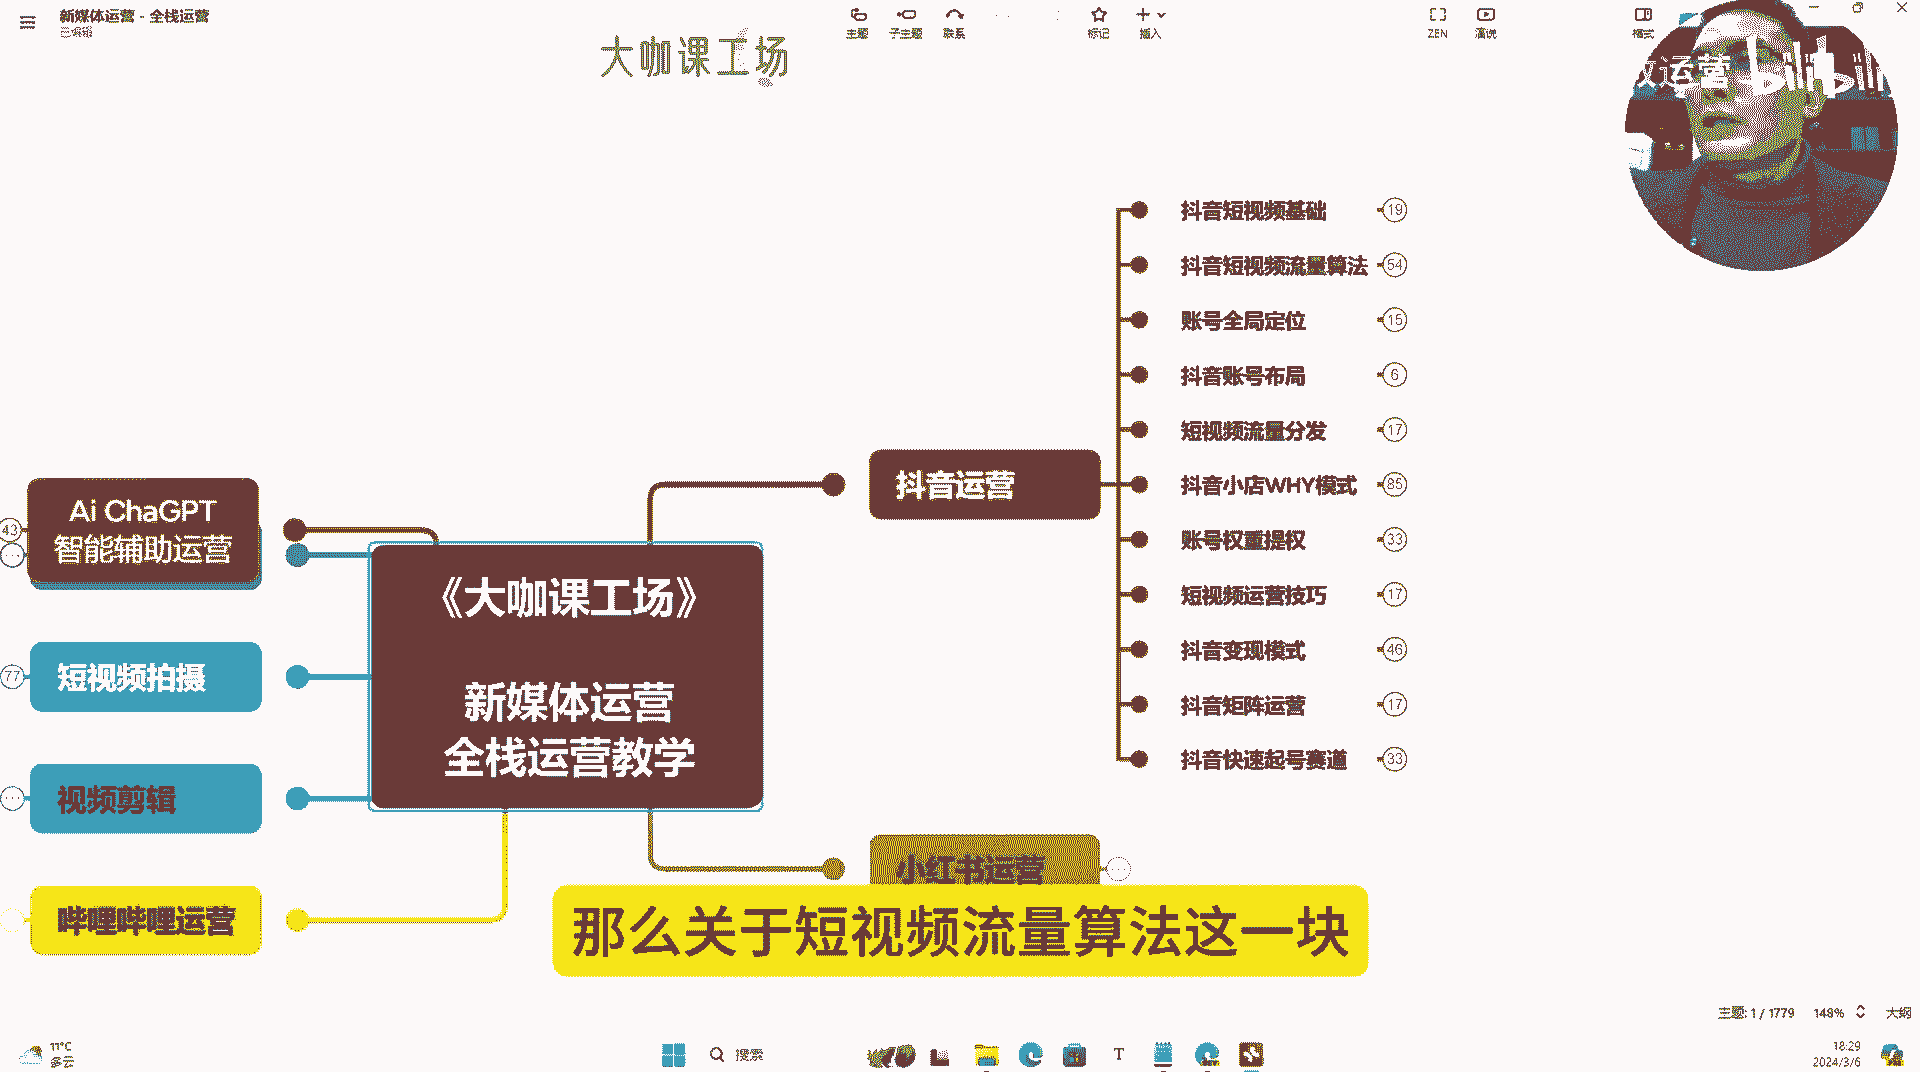 新媒体运营 - 全栈运营
已编辑
主题
子主题
联系
标记
插入
ZEN
演说
格式
大咖课工场
运营
抖音短视频基础
19
抖音短视频流量算法
54
账号全局定位
15
抖音账号布局
6
短视频流量分发
17
抖音运营
抖音小店WHY模式
85
账号权重提权
33
短视频运营技巧
17
抖音变现模式
46
抖音矩阵运营
17
抖音快速起号赛道
33
Ai ChaGPT
智能辅助运营
43
短视频拍摄
77
视频剪辑
哔哩哔哩运营
《大咖课工场》
新媒体运营
全栈运营教学
小红书运营
那么关于短视频流量算法这一块
主题: 1 / 1779
148%
大纲
11°C
多云
搜索
18:29
2024/3/6